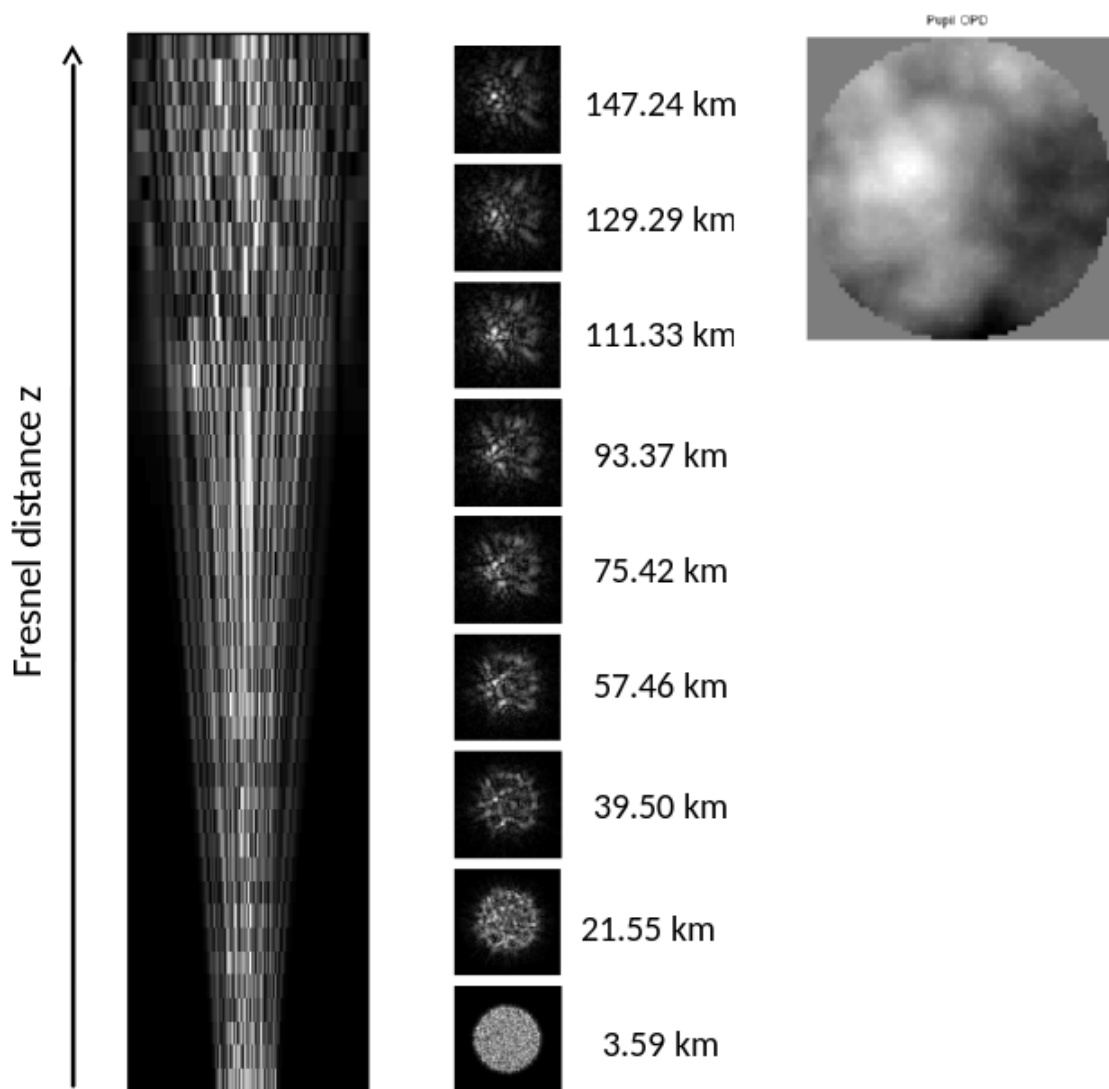 Pupil OPD
Fresnel distance z
147.24 km
129.29 km
111.33 km
93.37 km
75.42 km
57.46 km
39.50 km
21.55 km
3.59 km